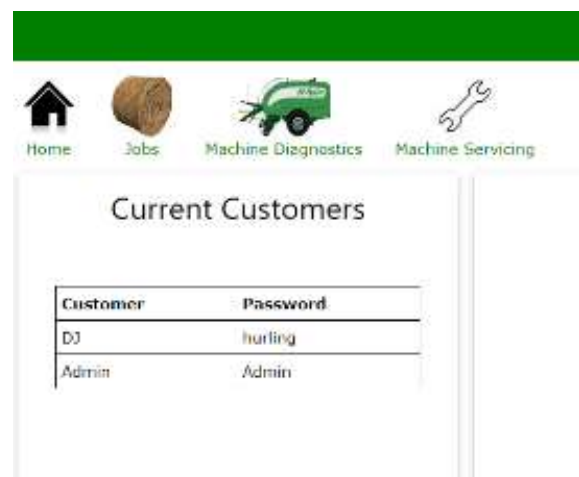 Home Jobs Machine Diagnostics Machine Servicing
Current Customers
Customer Password
DJ hurling
Admin Admin